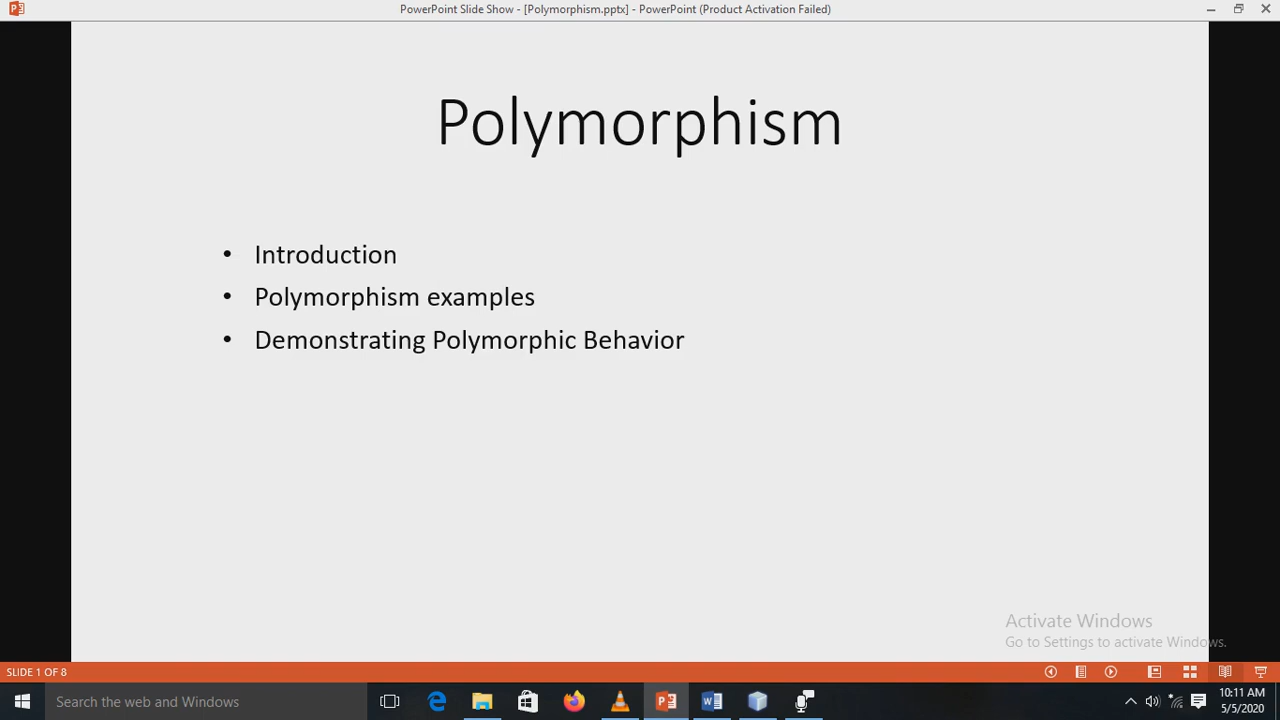 PowerPoint Slide Show - [Polymorphism.pptx] - PowerPoint (Product Activation Failed)
Polymorphism
• Introduction
• Polymorphism examples
• Demonstrating Polymorphic Behavior
Activate Windows
Go to Settings to activate Windows.
SLIDE 1 OF 8
Search the web and Windows
10:11 AM
5/5/2020